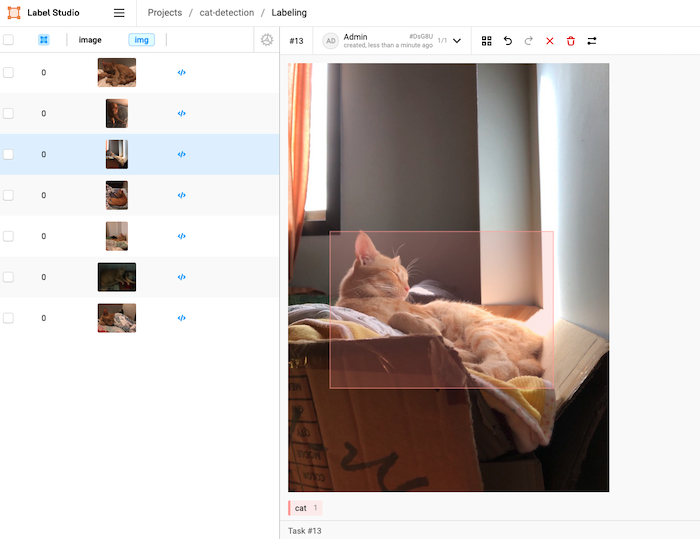 Label Studio
Projects / cat-detection / Labeling
image
img
#13
AD
Admin
created, less than a minute ago
#DsG8U
1/1
0
0
0
0
0
0
0
cat 1
Task #13